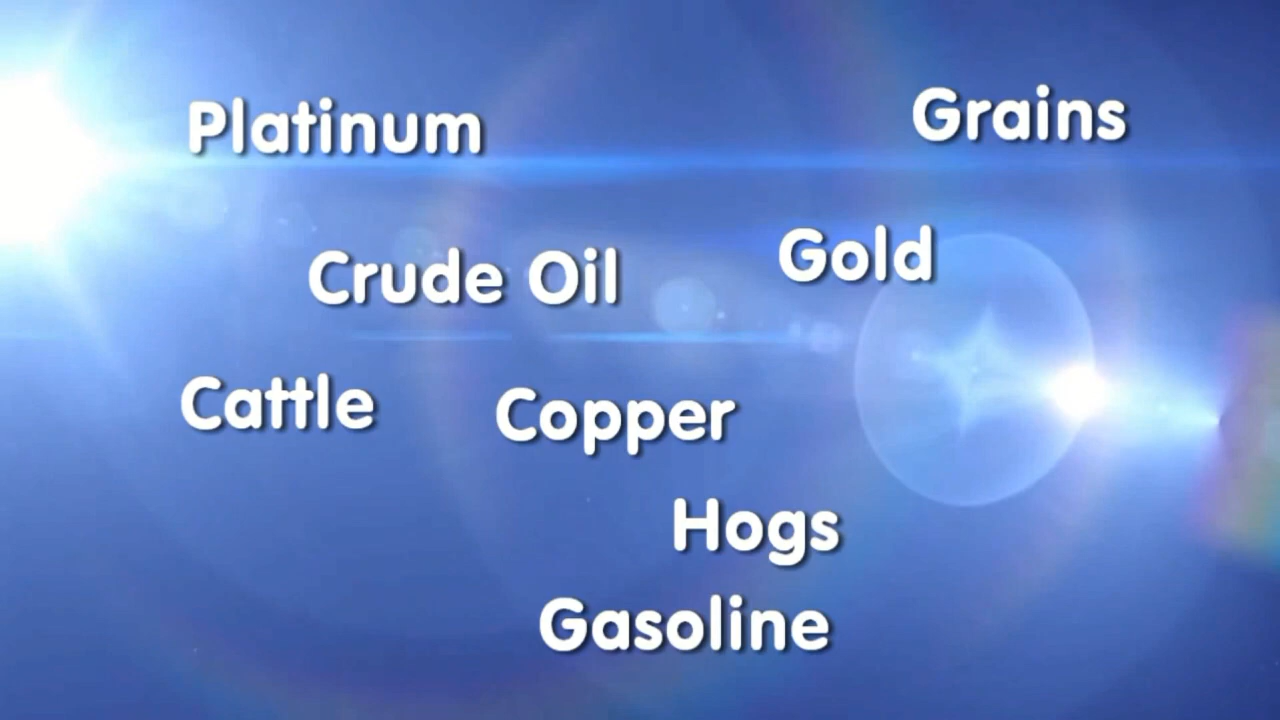 Platinum
Grains
Crude Oil
Gold
Cattle
Copper
Hogs
Gasoline